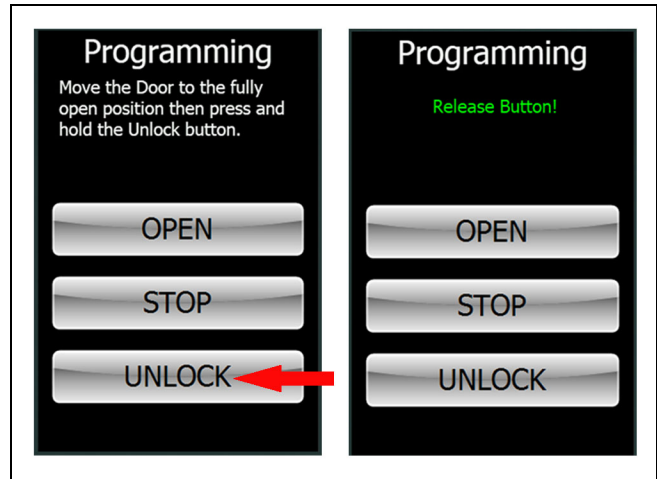 Programming
Move the Door to the fully
open position then press and
hold the Unlock button.
OPEN
STOP
UNLOCK
Programming
Release Button!
OPEN
STOP
UNLOCK